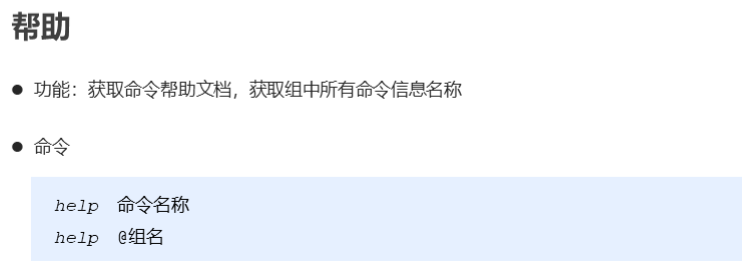 帮助
● 功能：获取命令帮助文档，获取组中所有命令信息名称
● 命令
help 命令名称
help @组名